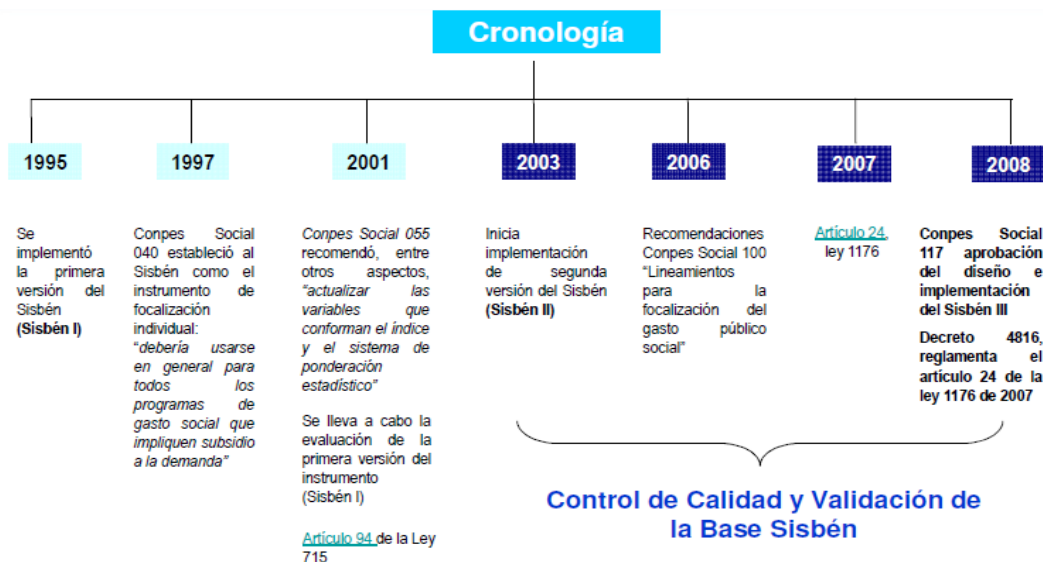 Cronología
1995
Se
implementó
la primera
versión del
Sisbén
(Sisbén I)
1997
Conpes Social
040 estableció al
Sisbén como el
instrumento de
focalización
individual:
“debería usarse
en general para
todos los
programas de
gasto social que
impliquen subsidio
a la demanda”
2001
Conpes Social 055
recomendó, entre
otros aspectos,
“actualizar las
variables que
conforman el índice
y el sistema de
ponderación
estadístico”
Se lleva a cabo la
evaluación de la
primera versión del
instrumento
(Sisbén I)
Artículo 94 de la Ley
715
2003
Inicia
implementación
de segunda
versión del Sisbén
(Sisbén II)
2006
Recomendaciones
Conpes Social 100
“Lineamientos
para la
focalización del
gasto público
social”
2007
Artículo 24,
ley 1176
2008
Conpes Social
117 aprobación
del diseño e
implementación
del Sisbén III
Decreto 4816,
reglamenta el
artículo 24 de la
ley 1176 de 2007
Control de Calidad y Validación de
la Base Sisbén